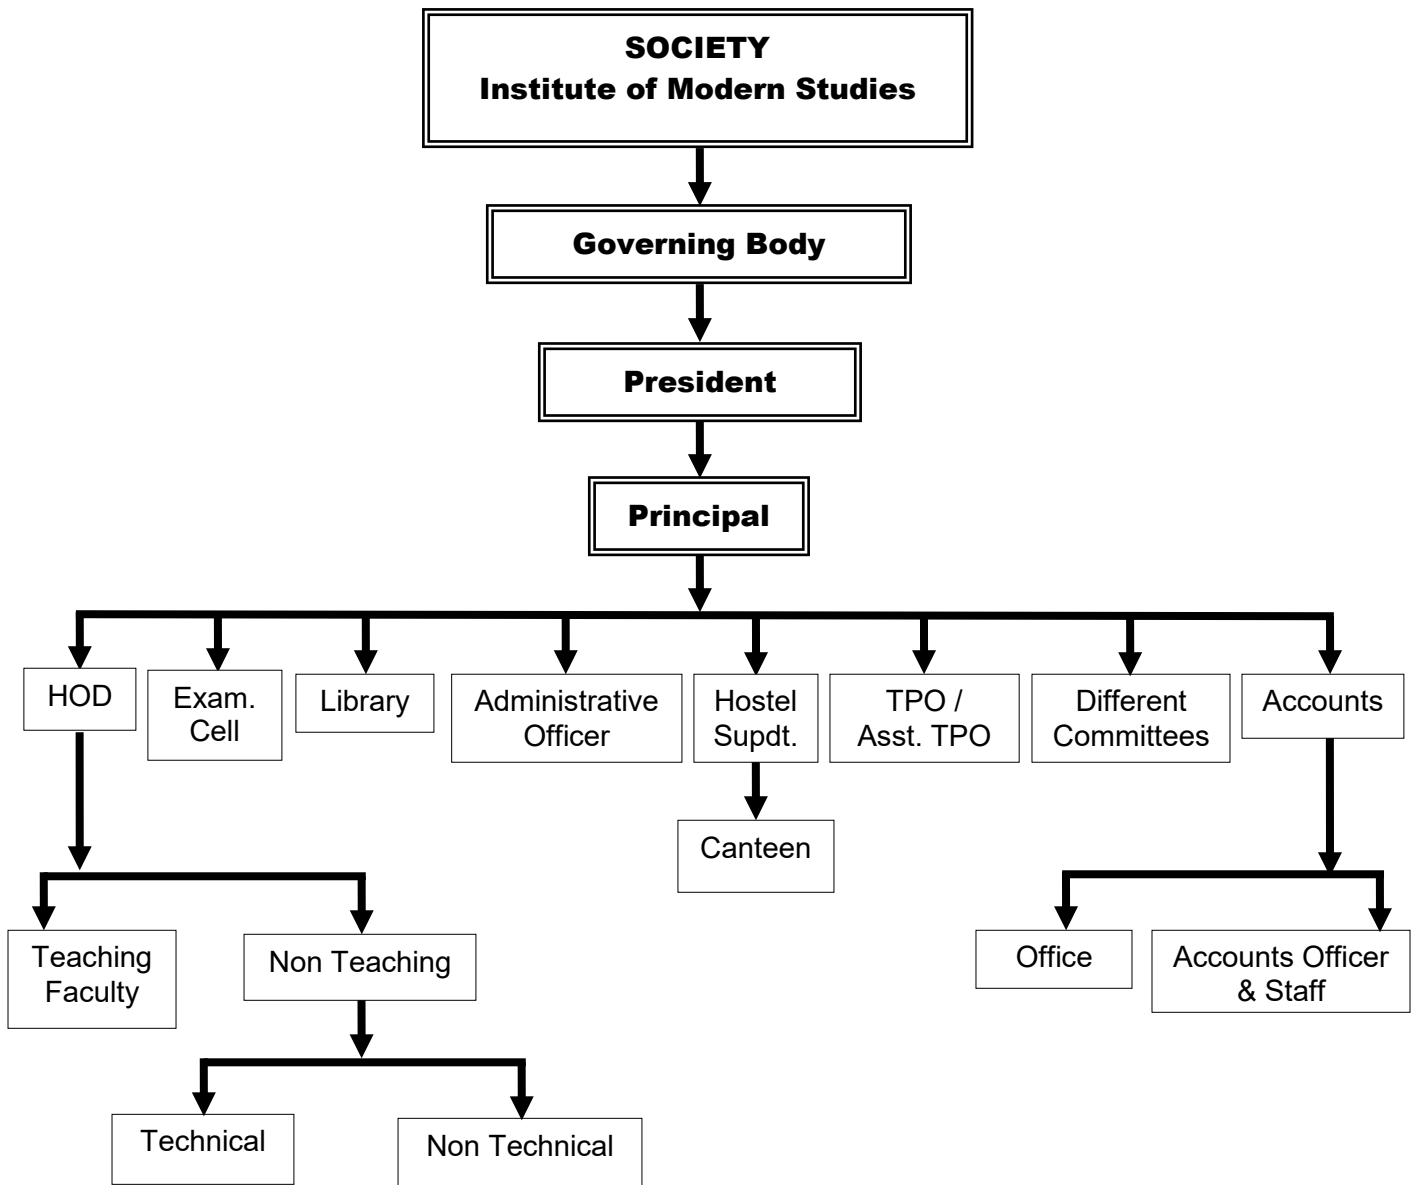 SOCIETY
Institute of Modern Studies
Governing Body
President
Principal
HOD
Exam.
Cell
Library
Administrative
Officer
Hostel
Supdt.
TPO /
Asst. TPO
Different
Committees
Accounts
Canteen
Teaching
Faculty
Non Teaching
Office
Accounts Officer
& Staff
Technical
Non Technical